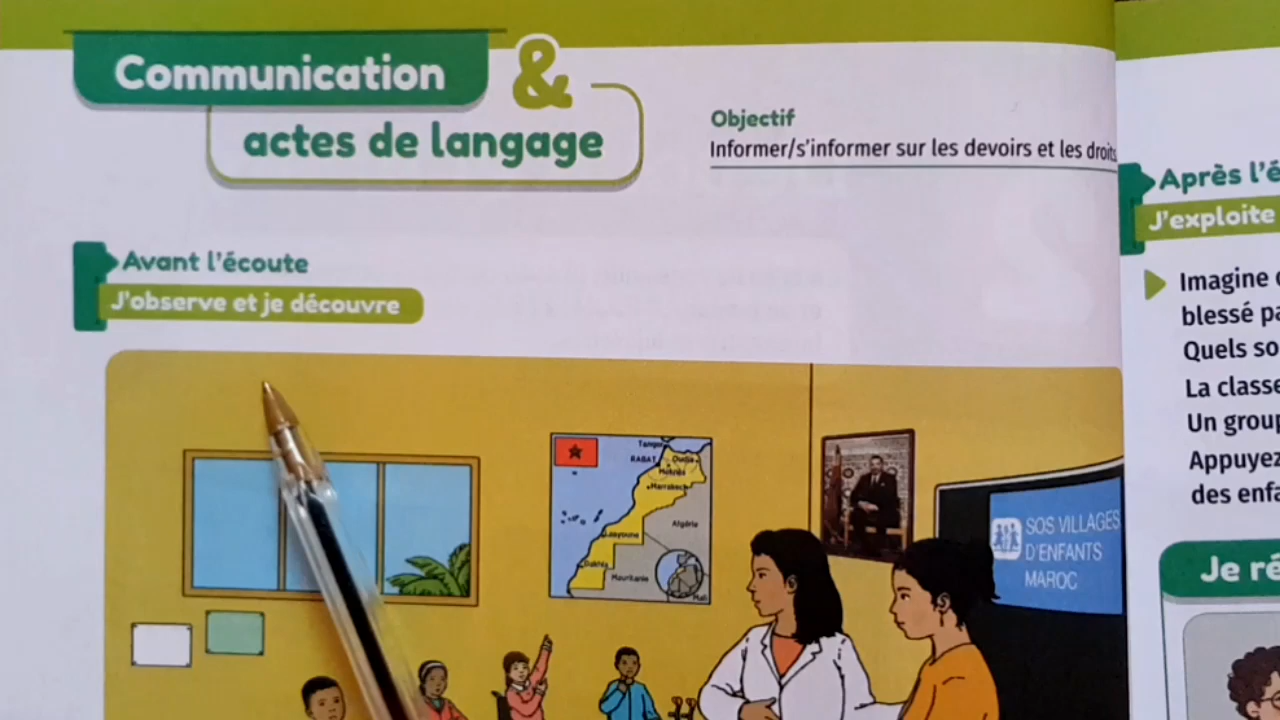 Communication &
actes de langage
Objectif
Informer/s'informer sur les devoirs et les droits
Avant l'écoute
J'observe et je découvre
Tanger
RABAT
Oudja
Meknès
Marrakech
Algérie
Laayoune
Dakhla
Mauritanie
Mali
SOS VILLAGES
D'ENFANTS
MAROC
Après l'é
J'exploite
Imagine
blessé pa
Quels so
La classe
Un group
Appuyez
des enfa
Je ré